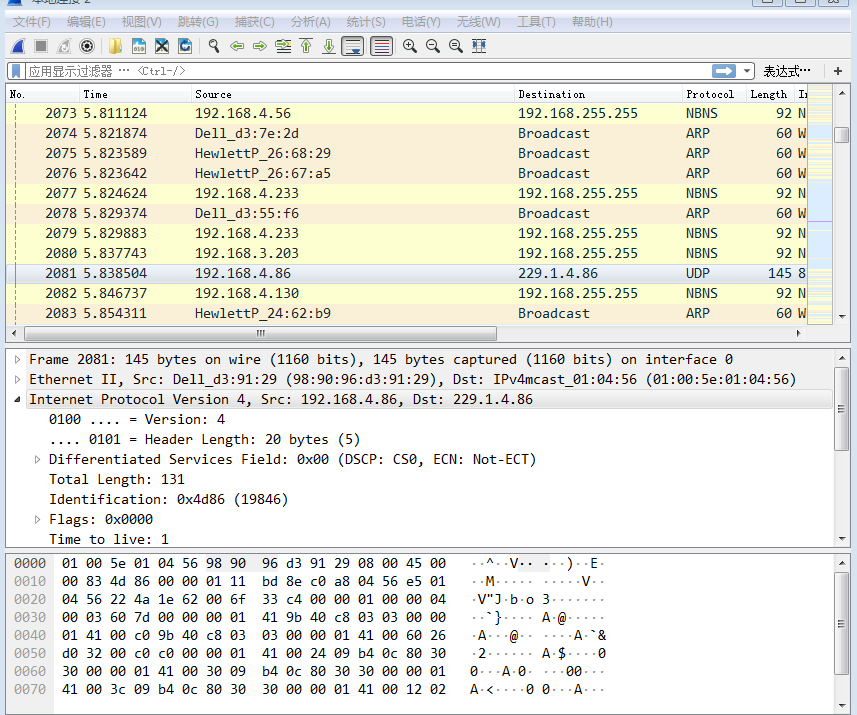 本地连接 2
文件(F) 编辑(E) 视图(V) 跳转(G) 捕获(C) 分析(A) 统计(S) 电话(Y) 无线(W) 工具(T) 帮助(H)
应用显示过滤器 … <Ctrl-/> 表达式… +
No. Time Source Destination Protocol Length
2073 5.811124 192.168.4.56 192.168.255.255 NBNS 92 N
2074 5.821874 Dell_d3:7e:2d Broadcast ARP 60 W
2075 5.823589 HewlettP_26:68:29 Broadcast ARP 60 W
2076 5.823642 HewlettP_26:67:a5 Broadcast ARP 60 W
2077 5.824624 192.168.4.233 192.168.255.255 NBNS 92 N
2078 5.829374 Dell_d3:55:f6 Broadcast ARP 60 W
2079 5.829883 192.168.4.233 192.168.255.255 NBNS 92 N
2080 5.837743 192.168.3.203 192.168.255.255 NBNS 92 N
2081 5.838504 192.168.4.86 229.1.4.86 UDP 145 8
2082 5.846737 192.168.4.130 192.168.255.255 NBNS 92 N
2083 5.854311 HewlettP_24:62:b9 Broadcast ARP 60 W
Frame 2081: 145 bytes on wire (1160 bits), 145 bytes captured (1160 bits) on interface 0
Ethernet II, Src: Dell_d3:91:29 (98:90:96:d3:91:29), Dst: IPv4mcast_01:04:56 (01:00:5e:01:04:56)
Internet Protocol Version 4, Src: 192.168.4.86, Dst: 229.1.4.86
0100 .... = Version: 4
.... 0101 = Header Length: 20 bytes (5)
Differentiated Services Field: 0x00 (DSCP: CS0, ECN: Not-ECT)
Total Length: 131
Identification: 0x4d86 (19846)
Flags: 0x0000
Time to live: 1
0000 01 00 5e 01 04 56 98 90 96 d3 91 29 08 00 45 00 ··^··V·· ···)··E·
0010 00 83 4d 86 00 00 01 11 bd 8e c0 a8 04 56 e5 01 ··M····· ·····V··
0020 04 56 22 4a 1e 62 00 6f 33 c4 00 00 01 00 00 04 ·V"J·b·o 3·······
0030 00 03 60 7d 00 00 00 01 41 9b 40 c8 03 03 00 00 ··`}···· A·@·····
0040 01 41 00 c0 9b 40 c8 03 03 00 00 01 41 00 60 26 ·A···@·· ····A·`&
0050 d0 32 00 c0 c0 00 00 01 41 00 24 09 b4 0c 80 30 ·2······ A·$····0
0060 30 00 00 01 41 00 30 09 b4 0c 80 30 30 00 00 01 0···A·0· ···00···
0070 41 00 3c 09 b4 0c 80 30 30 00 00 01 41 00 12 02 A·<····0 0···A···